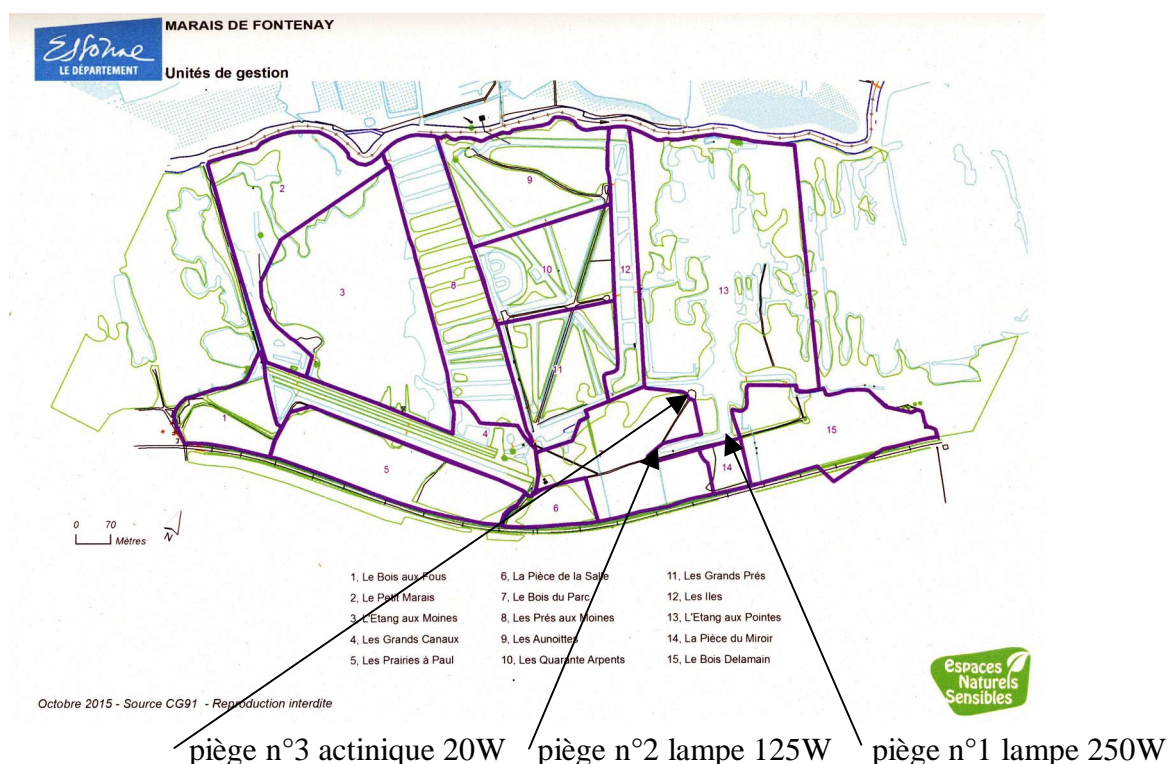 Essonne
LE DÉPARTEMENT
MARAIS DE FONTENAY
Unités de gestion
2
9
3
8
10
12
13
11
1
4
5
15
14
6
0 70
Mètres
N
1, Le Bois aux Fous
2, Le Petit Marais
3, L'Etang aux Moines
4, Les Grands Canaux
5, Les Prairies à Paul
6, La Pièce de la Salle
7, Le Bois du Parc
8, Les Prés aux Moines
9, Les Aunoittes
10, Les Quarante Arpents
11, Les Grands Prés
12, Les Iles
13, L'Etang aux Pointes
14, La Pièce du Miroir
15, Le Bois Delamain
espaces
Naturels
Sensibles
Octobre 2015 - Source CG91 - Reproduction interdite
piège n°3 actinique 20W piège n°2 lampe 125W piège n°1 lampe 250W